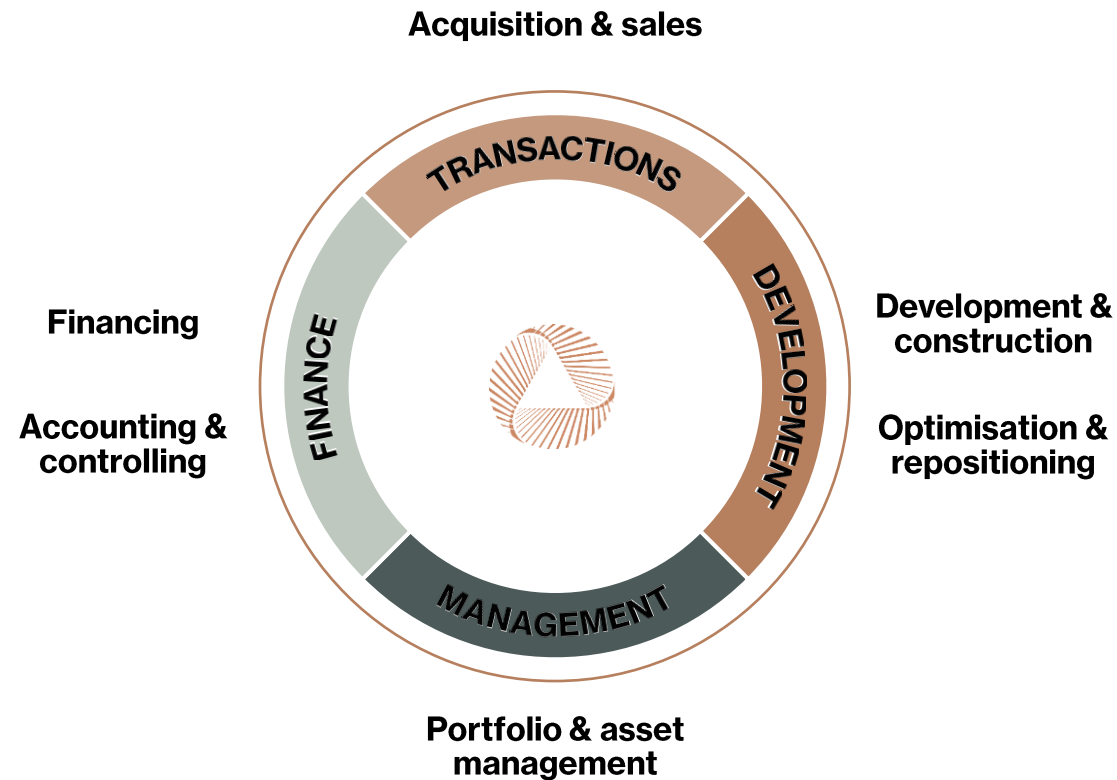 Acquisition & sales
TRANSACTIONS
Financing
Accounting &
controlling
FINANCE
DEVELOPMENT
Development &
construction
Optimisation &
repositioning
MANAGEMENT
Portfolio & asset
management